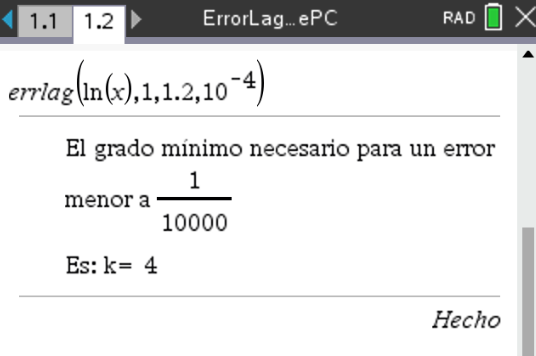 1.1 1.2 ErrorLag...ePC RAD
errlag(ln(x),1,1.2,10⁻⁴)
El grado mínimo necesario para un error
menor a 1/10000
Es: k= 4
Hecho